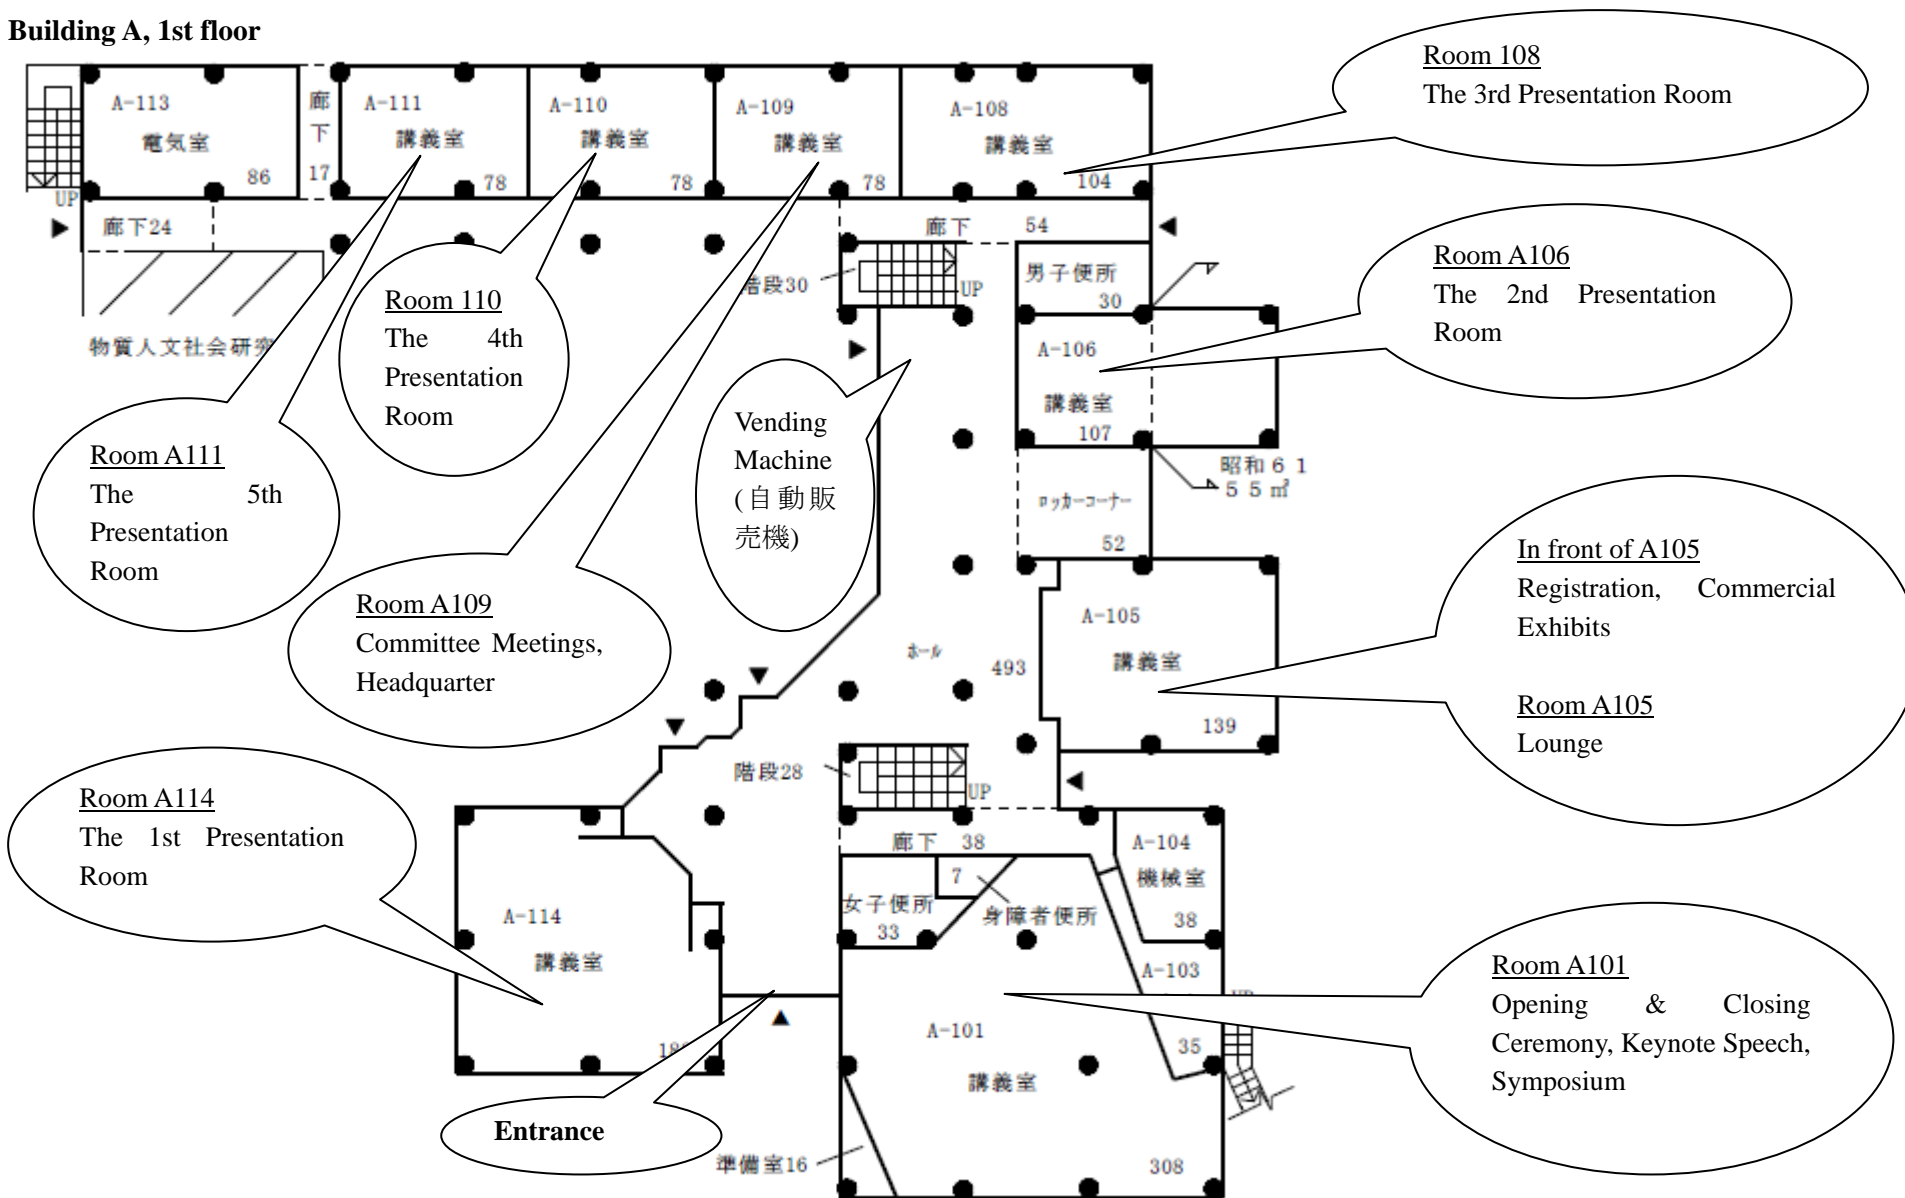 Building A, 1st floor
Room 108
The 3rd Presentation Room
A-113
電気室
86
廊
下
17
A-111
講義室
78
A-110
講義室
78
A-109
講義室
78
A-108
講義室
104
UP
廊下24
廊下
54
Room A106
The 2nd Presentation
Room
階段30
UP
男子便所
30
Room 110
The 4th
Presentation
Room
物質人文社会研究
A-106
講義室
107
Vending
Machine
(自動販
売機)
Room A111
The 5th
Presentation
Room
昭和61
55㎡
ロッカーコーナー
52
In front of A105
Registration, Commercial
Exhibits
Room A105
Lounge
Room A109
Committee Meetings,
Headquarter
A-105
講義室
139
ホール
493
階段28
UP
Room A114
The 1st Presentation
Room
廊下 38
A-104
機械室
38
7
女子便所
33
身障者便所
A-114
講義室
A-103
35
Room A101
Opening & Closing
Ceremony, Keynote Speech,
Symposium
A-101
講義室
308
Entrance
準備室16